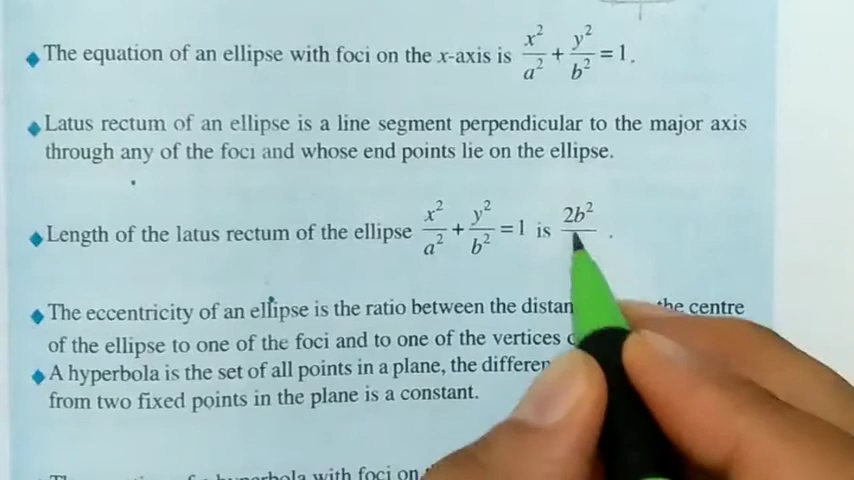 ◆ The equation of an ellipse with foci on the x-axis is x²/a² + y²/b² = 1.
◆ Latus rectum of an ellipse is a line segment perpendicular to the major axis
through any of the foci and whose end points lie on the ellipse.
◆ Length of the latus rectum of the ellipse x²/a² + y²/b² = 1 is 2b²/ .
◆ The eccentricity of an ellipse is the ratio between the the centre
of the ellipse to one of the foci and to one of the vertices
◆ A hyperbola is the set of all points in a plane, the
from two fixed points in the plane is a constant.
with foci on